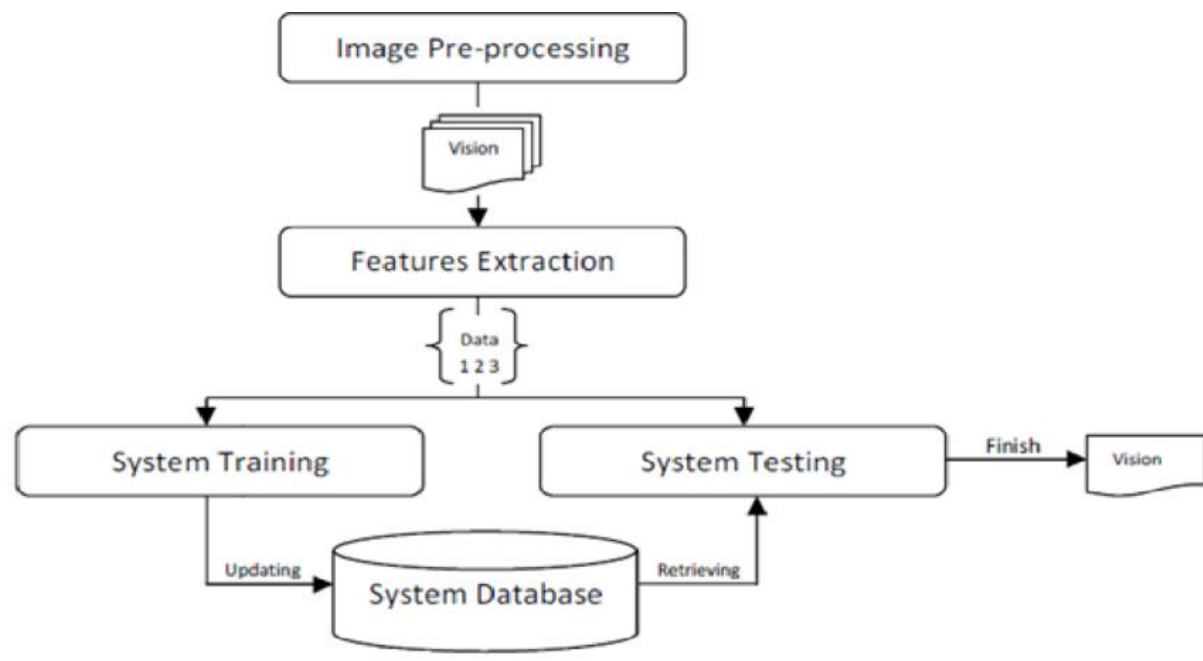 Image Pre-processing
Vision
Features Extraction
Data
1 2 3
System Training
System Testing
Finish
Vision
Updating
System Database
Retrieving